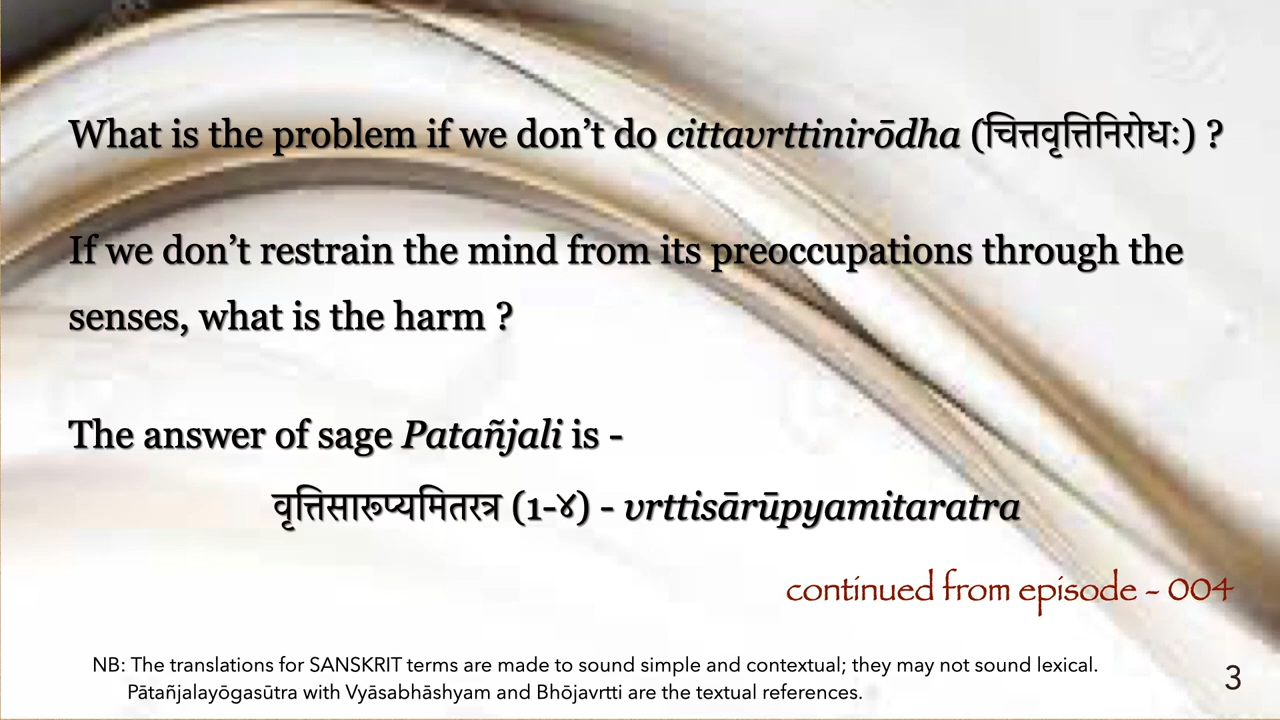 What is the problem if we don’t do cittavrttinirōdha (चित्तवृत्तिनिरोधः) ?
If we don’t restrain the mind from its preoccupations through the
senses, what is the harm ?
The answer of sage Patañjali is -
वृत्तिसारूप्यमितरत्र (1-४) - vrttisārūpyamitaratra
continued from episode - 004
NB: The translations for SANSKRIT terms are made to sound simple and contextual; they may not sound lexical.
Pātañjalayōgasūtra with Vyāsabhāshyam and Bhōjavrtti are the textual references.
3